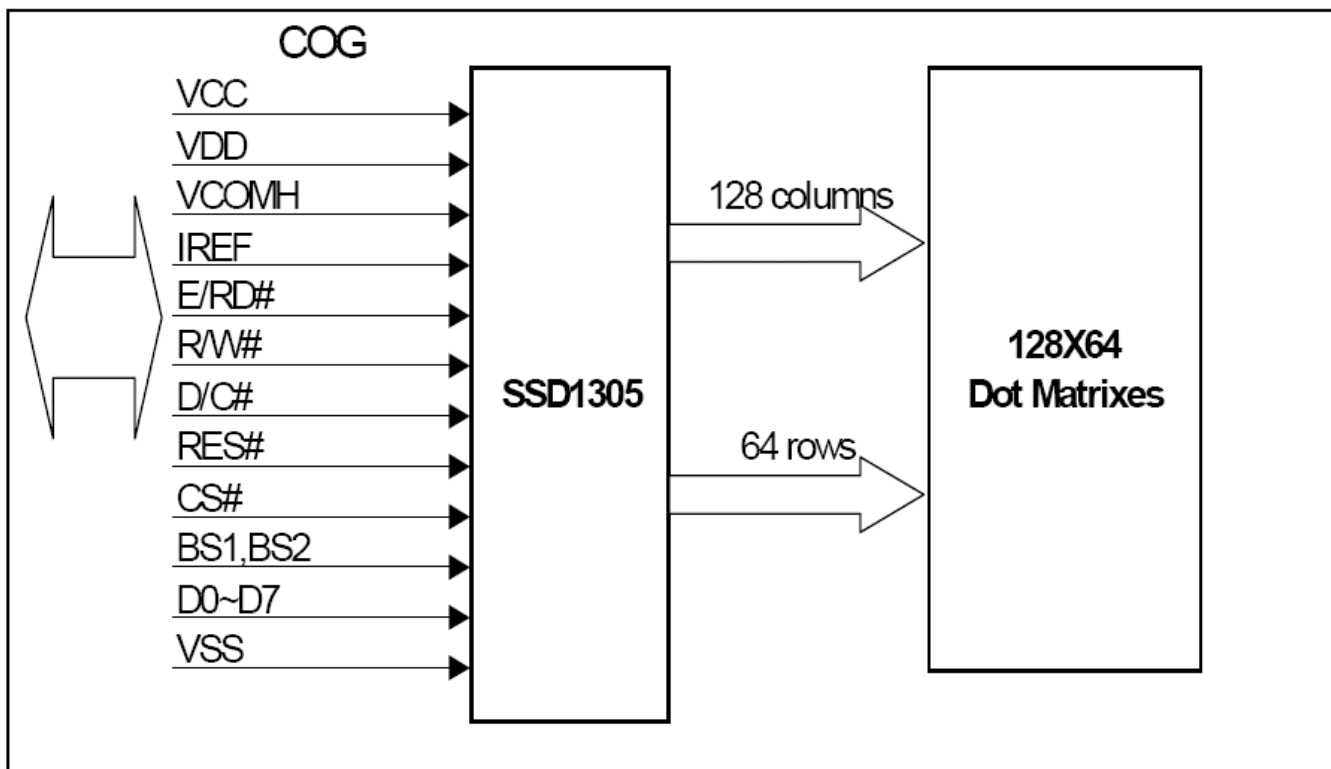 COG
VCC
VDD
VCOMH
IREF
E/RD#
R/W#
D/C#
RES#
CS#
BS1,BS2
D0~D7
VSS
SSD1305
128 columns
64 rows
128X64
Dot Matrixes